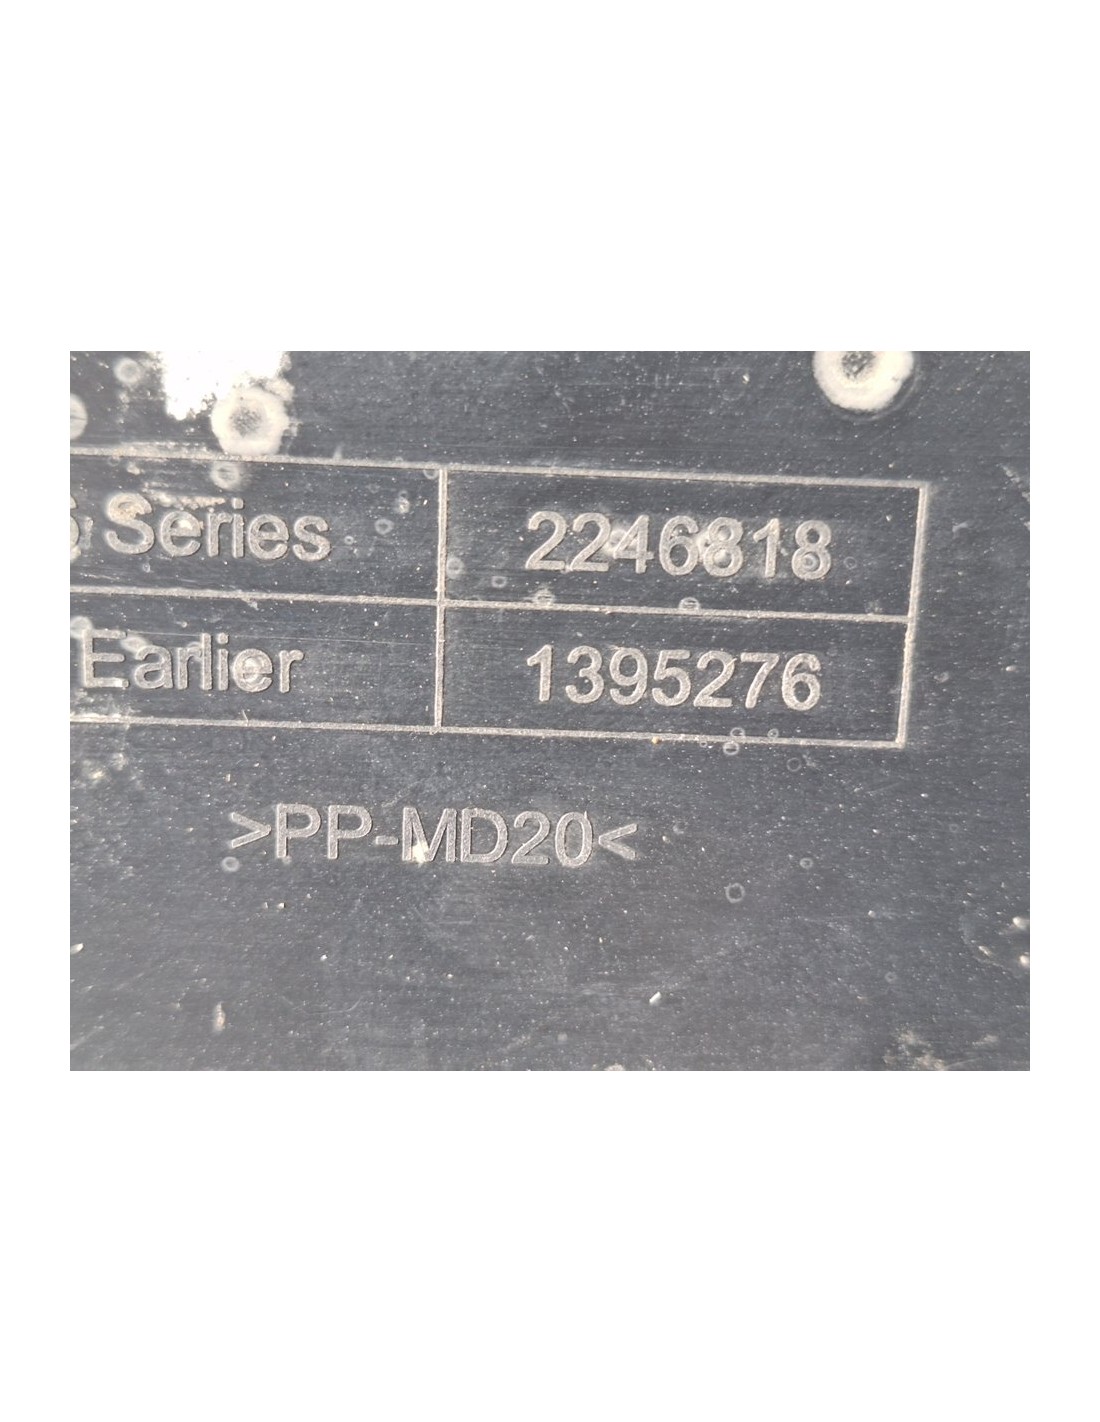 Series 2246818
Earlier 1395276
>PP-MD20<